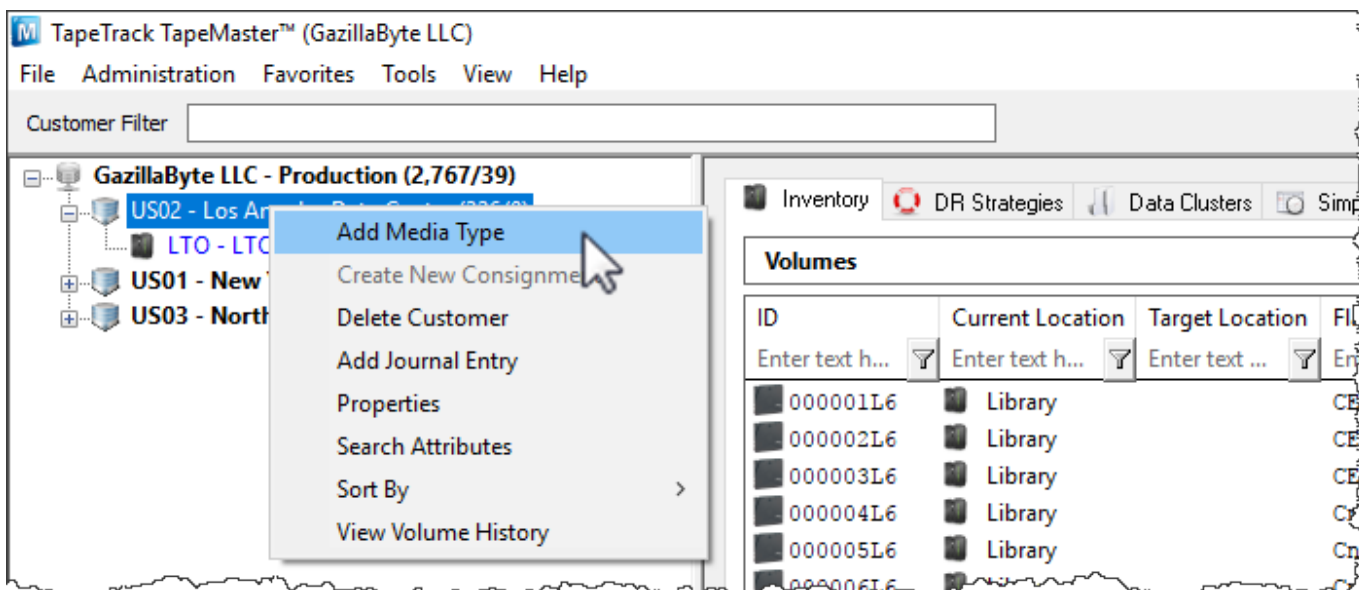 TapeTrack TapeMaster™ (GazillaByte LLC)
File Administration Favorites Tools View Help
Customer Filter
GazillaByte LLC - Production (2,767/39)
US02 - Los
LTO - LTO
US01 - New
US03 - North
Add Media Type
Create New Consignme
Delete Customer
Add Journal Entry
Properties
Search Attributes
Sort By
View Volume History
Inventory DR Strategies Data Clusters Simp
Volumes
ID Current Location Target Location
Enter text h... Enter text h... Enter text ...
000001L6 Library
000002L6 Library
000003L6 Library
000004L6 Library
000005L6 Library